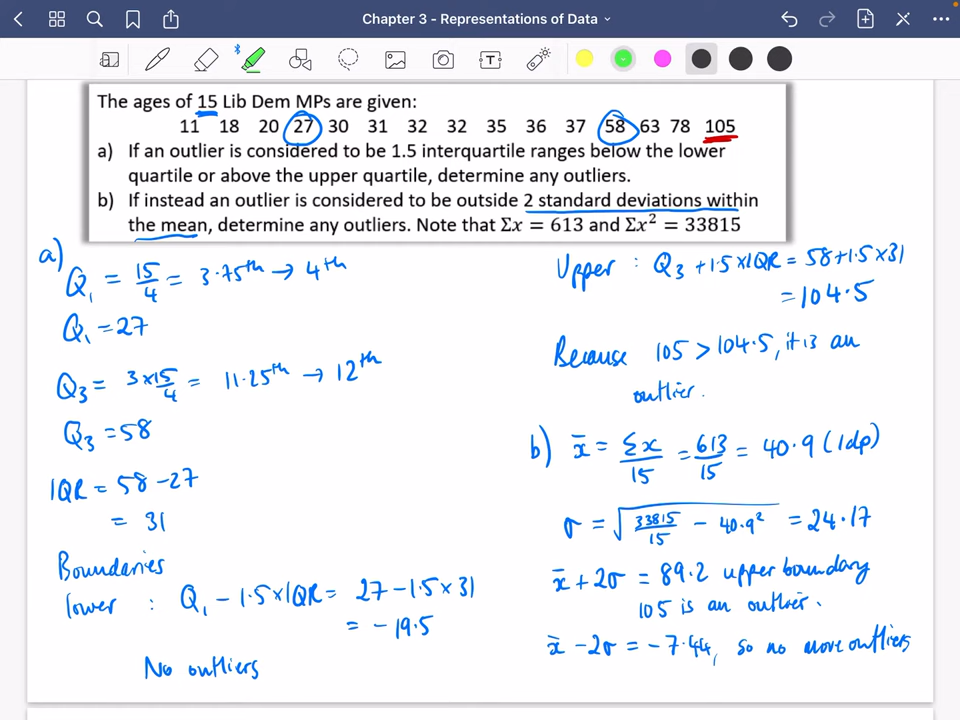 Chapter 3 - Representations of Data
The ages of 15 Lib Dem MPs are given:
11 18 20 27 30 31 32 32 35 36 37 58 63 78 105
a) If an outlier is considered to be 1.5 interquartile ranges below the lower
quartile or above the upper quartile, determine any outliers.
b) If instead an outlier is considered to be outside 2 standard deviations within
the mean, determine any outliers. Note that Σx = 613 and Σx² = 33815
a)
Q₁ = 15/4 = 3.75th → 4th
Q₁ = 27
Q₃ = 3×15/4 = 11.25th → 12th
Q₃ = 58
IQR = 58 - 27
= 31
Boundaries
lower : Q₁ - 1.5×IQR = 27 - 1.5×31
= -19.5
No outliers
Upper : Q₃ + 1.5×IQR = 58 + 1.5×31
= 104.5
Because 105 > 104.5, it is an
outlier.
b) x̄ = Σx/15 = 613/15 = 40.9 (1dp)
σ = √(33815/15 - 40.9²) = 24.17
x̄ + 2σ = 89.2 upper boundary
105 is an outlier.
x̄ - 2σ = -7.44, so no more outliers